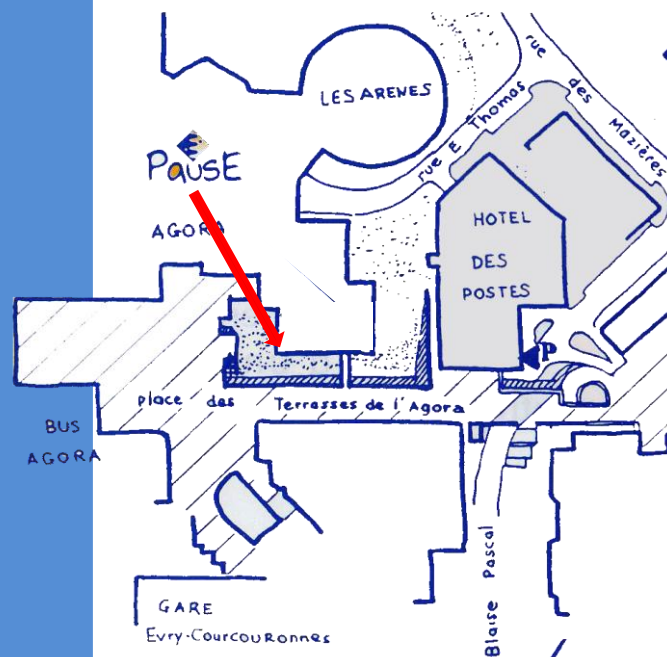 rue des Mazières
LES ARENES
rue E Thomas
PaUSE
AGORA
HOTEL
DES
POSTES
P
place des Terrasses de l'Agora
BUS
AGORA
Blaise Pascal
GARE
Evry-Courcouronnes